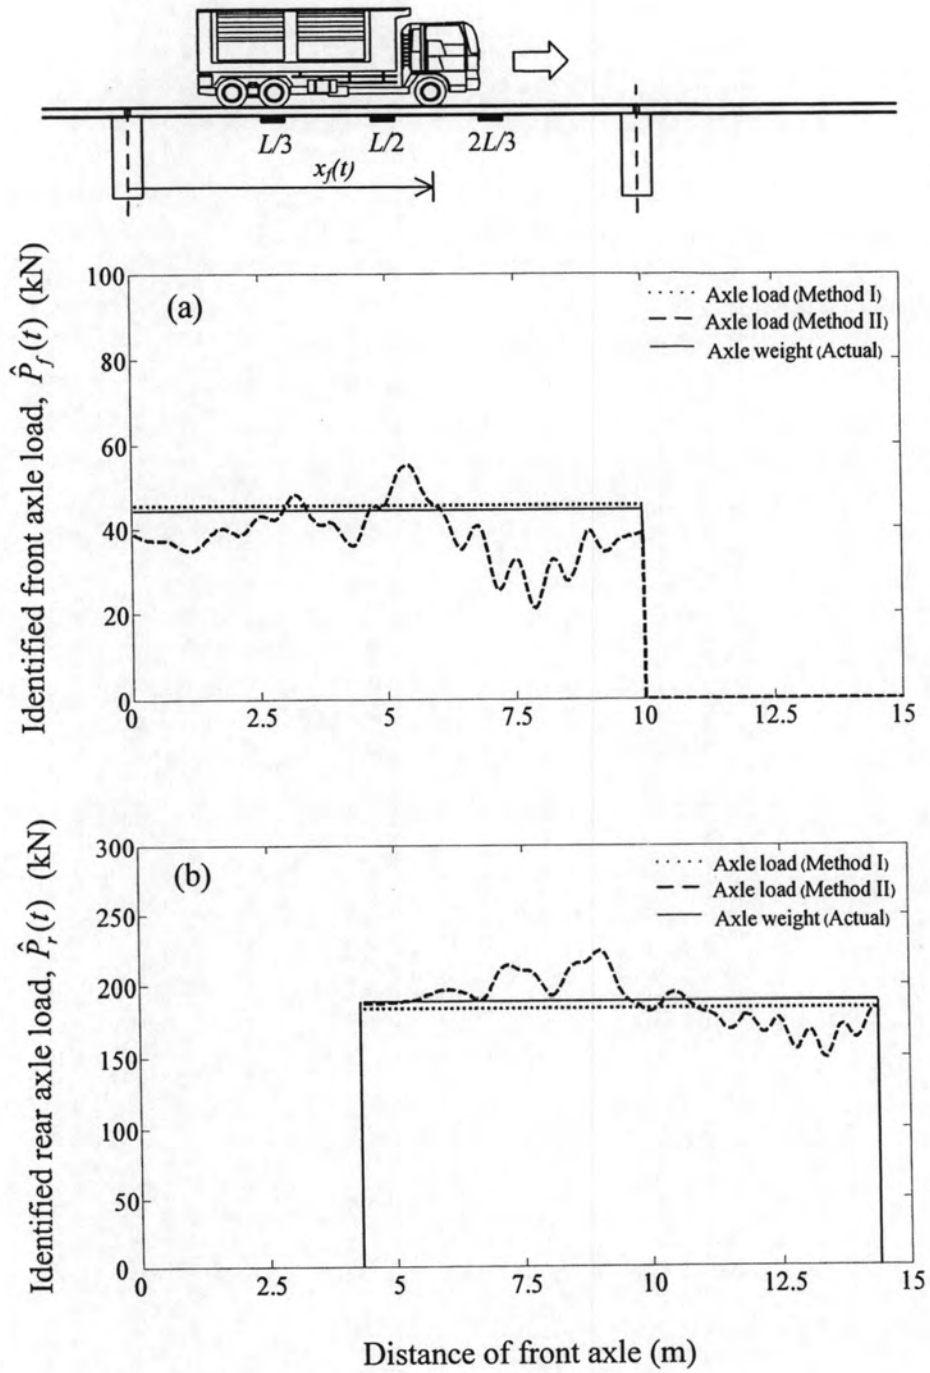 L/3 L/2 2L/3
x_f(t)
Identified front axle load, P̂_f(t) (kN)
(a)
Axle load (Method I)
Axle load (Method II)
Axle weight (Actual)
100
80
60
40
20
0
0 2.5 5 7.5 10 12.5 15
Identified rear axle load, P̂_r(t) (kN)
(b)
Axle load (Method I)
Axle load (Method II)
Axle weight (Actual)
300
250
200
150
100
50
0
0 2.5 5 7.5 10 12.5 15
Distance of front axle (m)